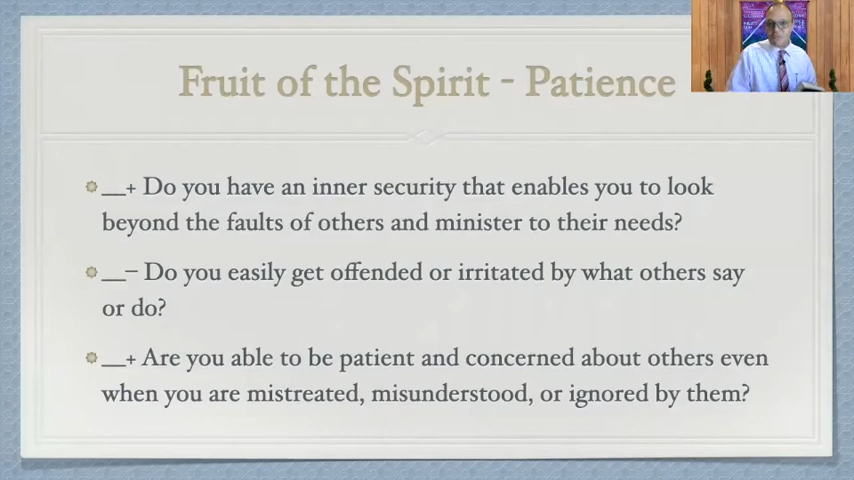 Fruit of the Spirit - Patience
__+ Do you have an inner security that enables you to look
beyond the faults of others and minister to their needs?
__– Do you easily get offended or irritated by what others say
or do?
__+ Are you able to be patient and concerned about others even
when you are mistreated, misunderstood, or ignored by them?